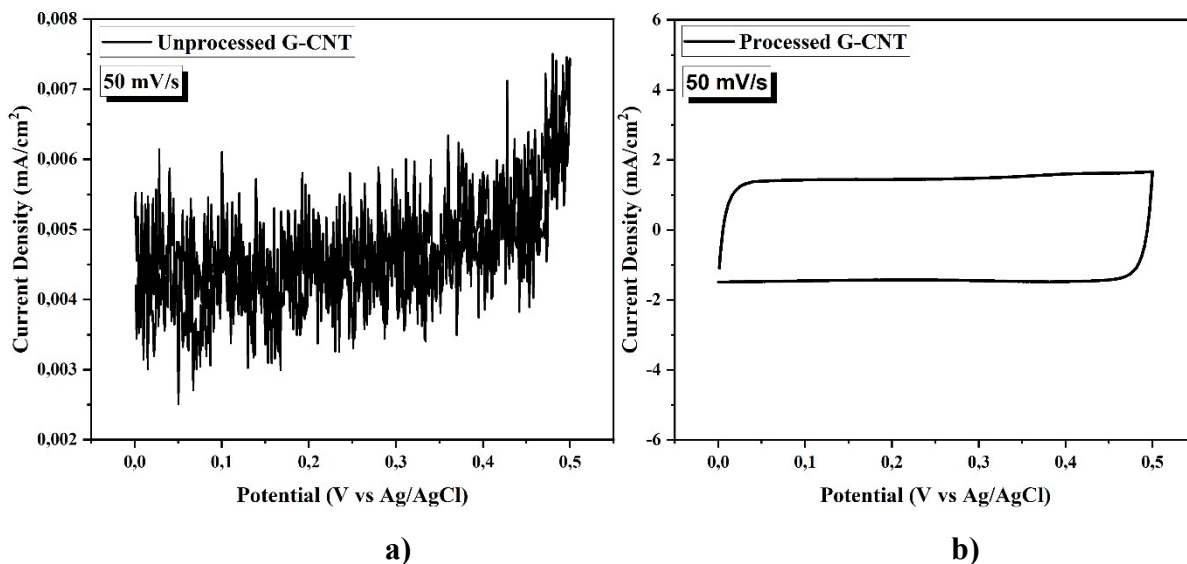 Unprocessed G-CNT
50 mV/s
0,008
0,007
0,006
0,005
0,004
0,003
0,002
Current Density (mA/cm²)
0,0 0,1 0,2 0,3 0,4 0,5
Potential (V vs Ag/AgCl)
a)
Processed G-CNT
50 mV/s
6
4
2
0
-2
-4
-6
Current Density (mA/cm²)
0,0 0,1 0,2 0,3 0,4 0,5
Potential (V vs Ag/AgCl)
b)